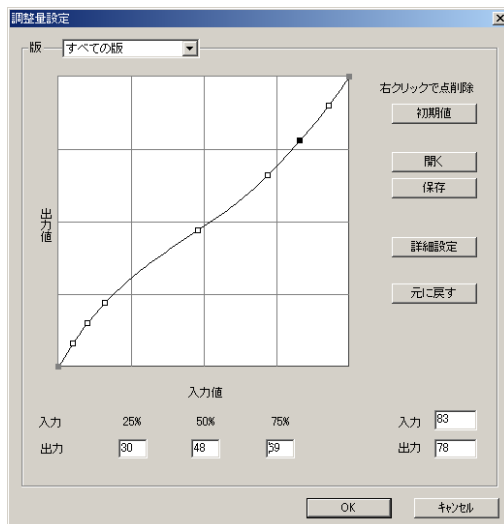 調整量設定
版 すべての版
右クリックで点削除
初期値
開く
保存
出力値
詳細設定
元に戻す
入力値
入力 25% 50% 75% 入力 83
出力 30 48 69 出力 78
OK キャンセル